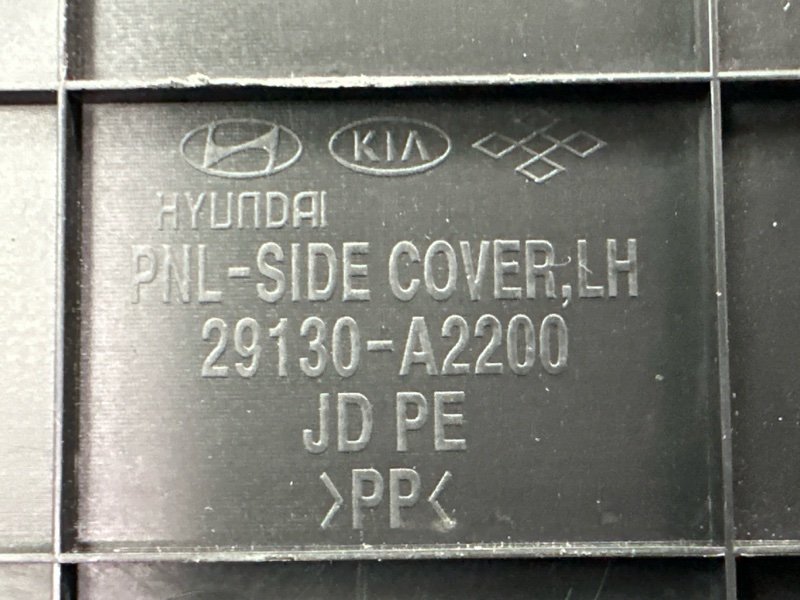 KIA
HYUNDAI
PNL-SIDE COVER,LH
29130-A2200
JD PE
>PP<